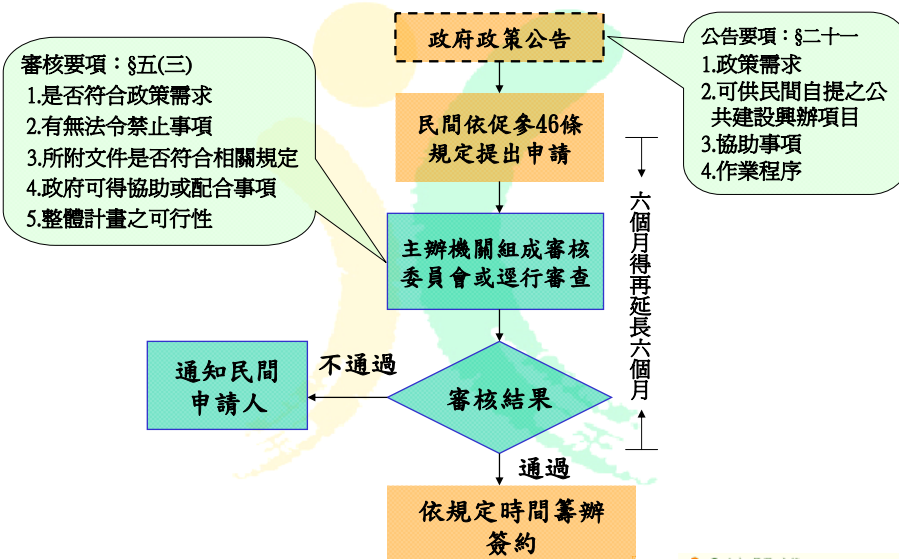 政府政策公告
公告要項：§二十一
1.政策需求
2.可供民間自提之公
共建設興辦項目
3.協助事項
4.作業程序
審核要項：§五(三)
1.是否符合政策需求
2.有無法令禁止事項
3.所附文件是否符合相關規定
4.政府可得協助或配合事項
5.整體計畫之可行性
民間依促參46條
規定提出申請
六個月得再延長六個月
主辦機關組成審核
委員會或逕行審查
審核結果
不通過
通知民間
申請人
通過
依規定時間籌辦
簽約